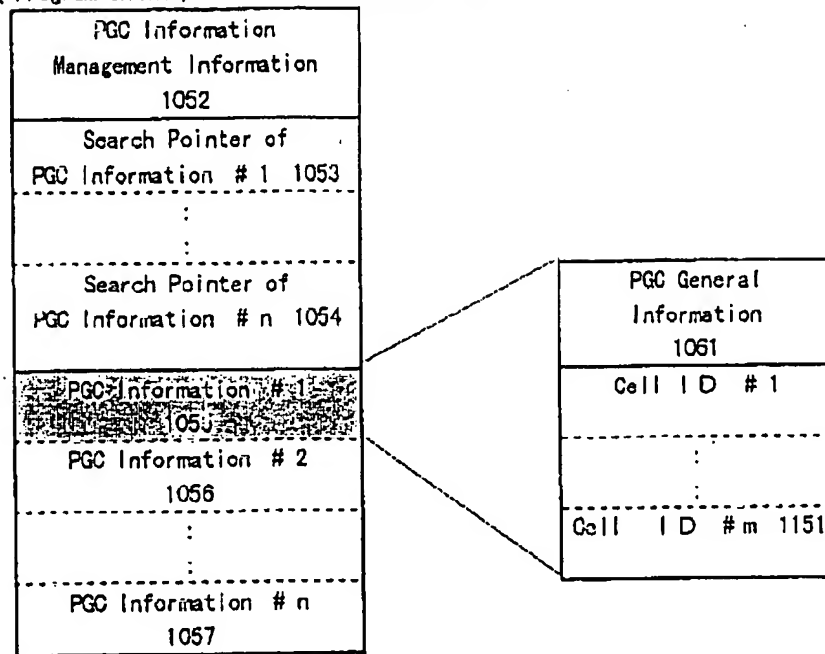 PGC Information
Management Information
1052
Search Pointer of
PGC Information # 1 1053
:
:
Search Pointer of
PGC Information # n 1054
PGC Information # 1
PGC Information # 2
1056
:
:
PGC Information # n
1057
PGC General
Information
1061
Cell ID # 1
:
:
Cell ID # m 1151